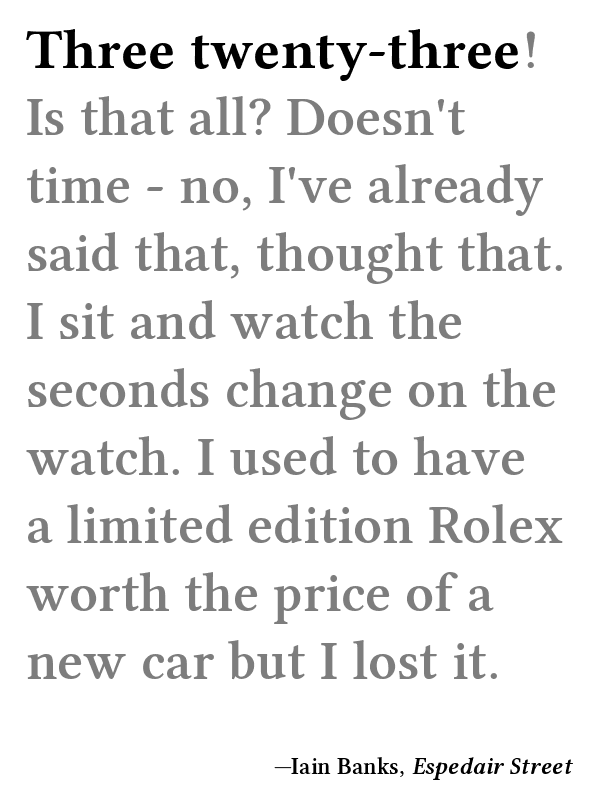 Three twenty-three!
Is that all? Doesn't
time - no, I've already
said that, thought that.
I sit and watch the
seconds change on the
watch. I used to have
a limited edition Rolex
worth the price of a
new car but I lost it.
—Iain Banks, Espedair Street